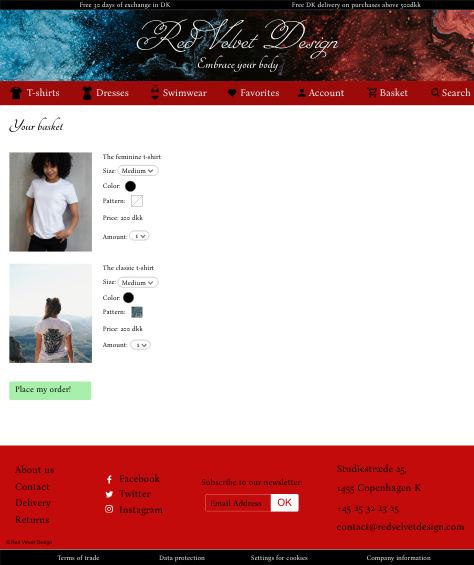 Free 30 days of exchange in DK
Free DK delivery on purchases above 500dkk
Red Velvet Design
Embrace your body
T-shirts
Dresses
Swimwear
Favorites
Account
Basket
Search
Your basket
The feminine t-shirt
Size: Medium
Color:
Pattern:
Price: 200 dkk
Amount: 1
The classic t-shirt
Size: Medium
Color:
Pattern:
Price: 200 dkk
Amount: 1
Place my order!
About us
Contact
Delivery
Returns
Facebook
Twitter
Instagram
Subscribe to our newsletter:
Email Address OK
Studiestræde 25,
1455 Copenhagen K
+45 25 32 13 25
contact@redvelvetdesign.com
© Red Velvet Design
Terms of trade
Data protection
Settings for cookies
Company information